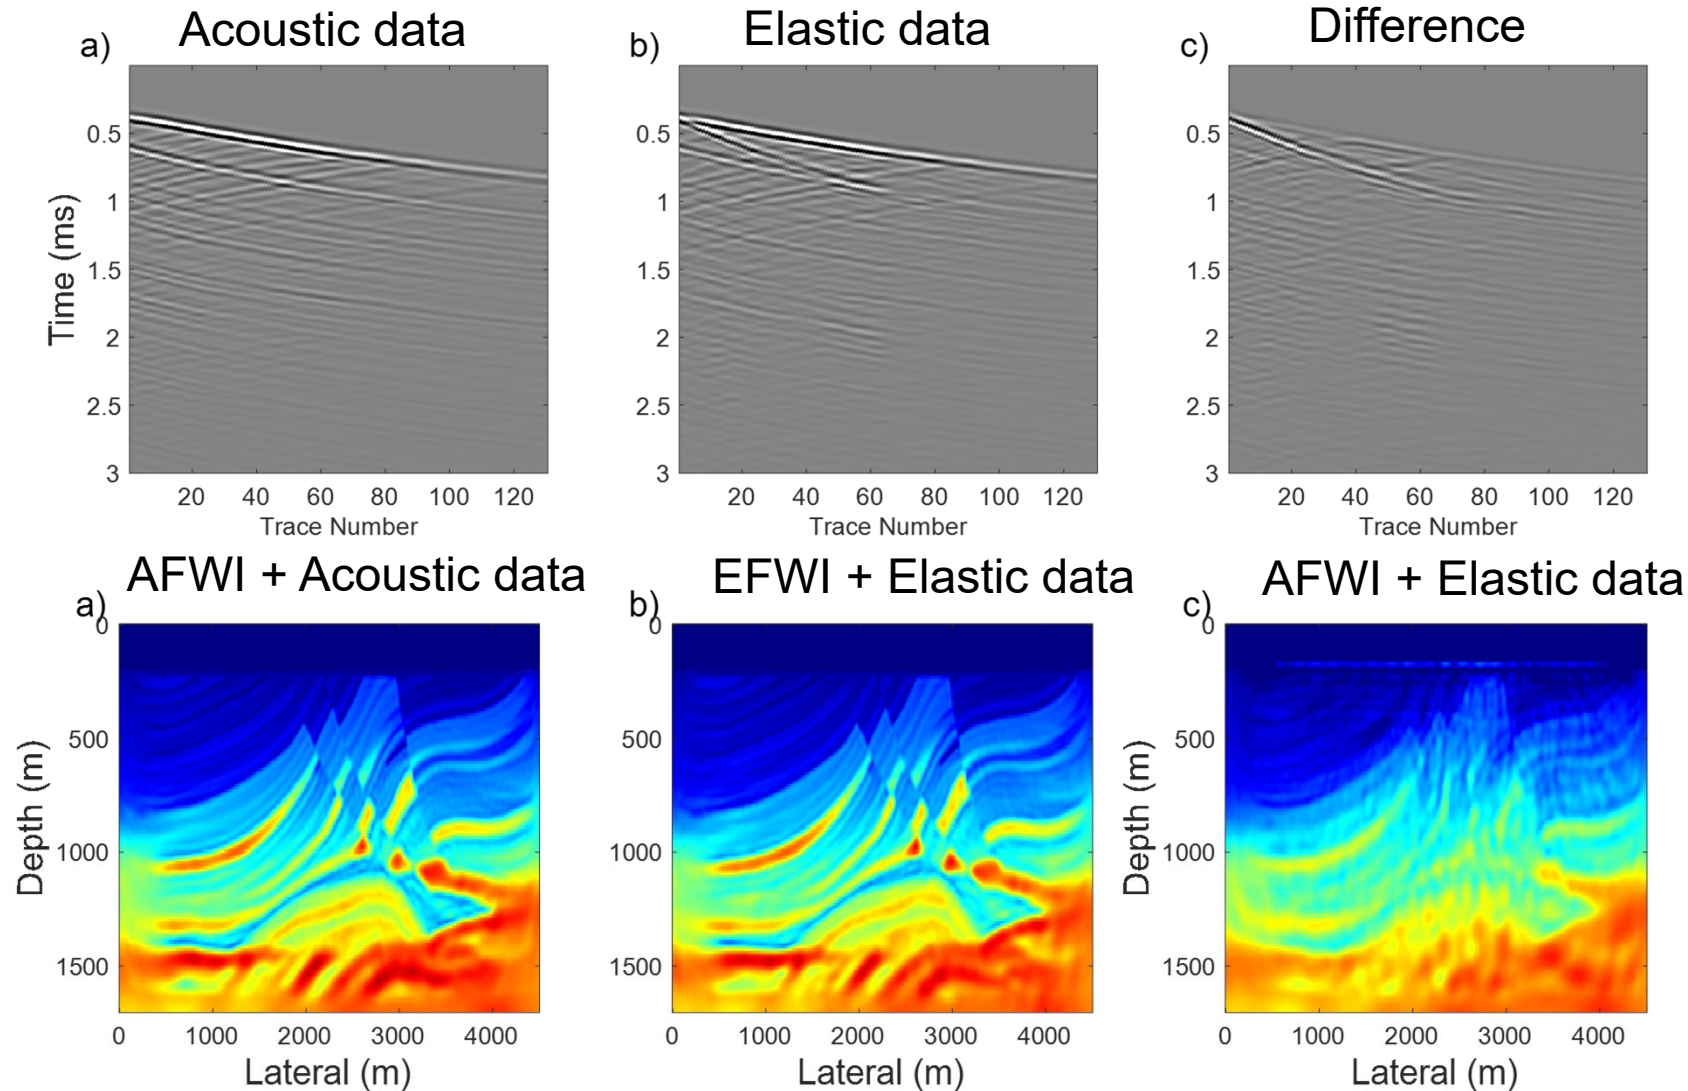 Acoustic data
Elastic data
Difference
a)
b)
c)
Time (ms)
0.5
1
1.5
2
2.5
3
20 40 60 80 100 120
Trace Number
0.5
1
1.5
2
2.5
3
20 40 60 80 100 120
Trace Number
0.5
1
1.5
2
2.5
3
20 40 60 80 100 120
Trace Number
AFWI + Acoustic data
EFWI + Elastic data
AFWI + Elastic data
a)
b)
c)
Depth (m)
0
500
1000
1500
0 1000 2000 3000 4000
Lateral (m)
0
500
1000
1500
0 1000 2000 3000 4000
Lateral (m)
Depth (m)
0
500
1000
1500
0 1000 2000 3000 4000
Lateral (m)